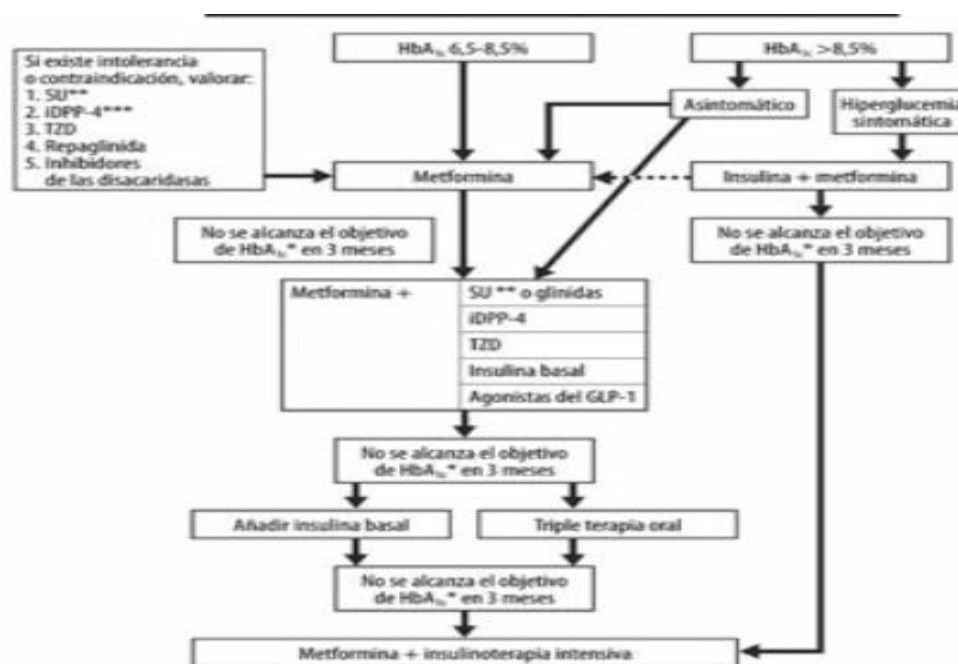 HbA1c 6,5-8,5%
HbA1c >8,5%
Si existe intolerancia
o contraindicación, valorar:
1. SU**
2. iDPP-4***
3. TZD
4. Repaglinida
5. Inhibidores
de las disacaridasas
Asintomático
Hiperglucemia
sintomática
Metformina
Insulina + metformina
No se alcanza el objetivo
de HbA1c* en 3 meses
No se alcanza el objetivo
de HbA1c* en 3 meses
Metformina +
SU ** o glinidas
iDPP-4
TZD
Insulina basal
Agonistas del GLP-1
No se alcanza el objetivo
de HbA1c* en 3 meses
Añadir insulina basal
Triple terapia oral
No se alcanza el objetivo
de HbA1c* en 3 meses
Metformina + insulinoterapia intensiva